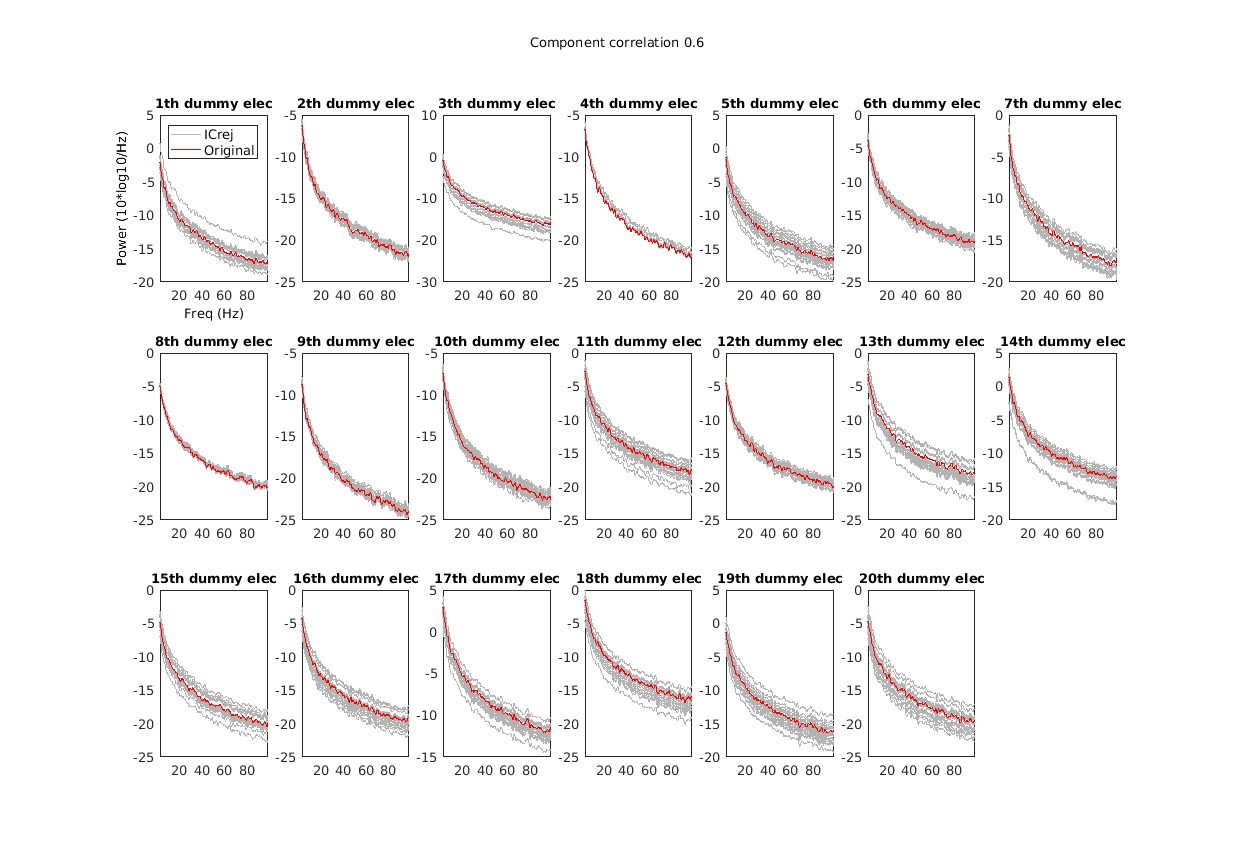 Component correlation 0.6
1th dummy elec 2th dummy elec 3th dummy elec 4th dummy elec 5th dummy elec 6th dummy elec 7th dummy elec
5 0 -5 -10 -15 -20
-5 -10 -15 -20 -25
10 0 -10 -20 -30
-5 -10 -15 -20 -25
5 0 -5 -10 -15 -20
0 -5 -10 -15 -20 -25
0 -5 -10 -15 -20
ICrej
Original
Power (10*log10/Hz)
20 40 60 80 20 40 60 80 20 40 60 80 20 40 60 80 20 40 60 80 20 40 60 80 20 40 60 80
Freq (Hz)
8th dummy elec 9th dummy elec 10th dummy elec 11th dummy elec 12th dummy elec 13th dummy elec 14th dummy elec
0 -5 -10 -15 -20 -25
-5 -10 -15 -20 -25
-5 -10 -15 -20 -25
0 -5 -10 -15 -20 -25
0 -5 -10 -15 -20 -25
0 -5 -10 -15 -20 -25
5 0 -5 -10 -15 -20
20 40 60 80 20 40 60 80 20 40 60 80 20 40 60 80 20 40 60 80 20 40 60 80 20 40 60 80
15th dummy elec 16th dummy elec 17th dummy elec 18th dummy elec 19th dummy elec 20th dummy elec
0 -5 -10 -15 -20 -25
0 -5 -10 -15 -20 -25
5 0 -5 -10 -15
0 -5 -10 -15 -20 -25
5 0 -5 -10 -15 -20
0 -5 -10 -15 -20 -25
20 40 60 80 20 40 60 80 20 40 60 80 20 40 60 80 20 40 60 80 20 40 60 80